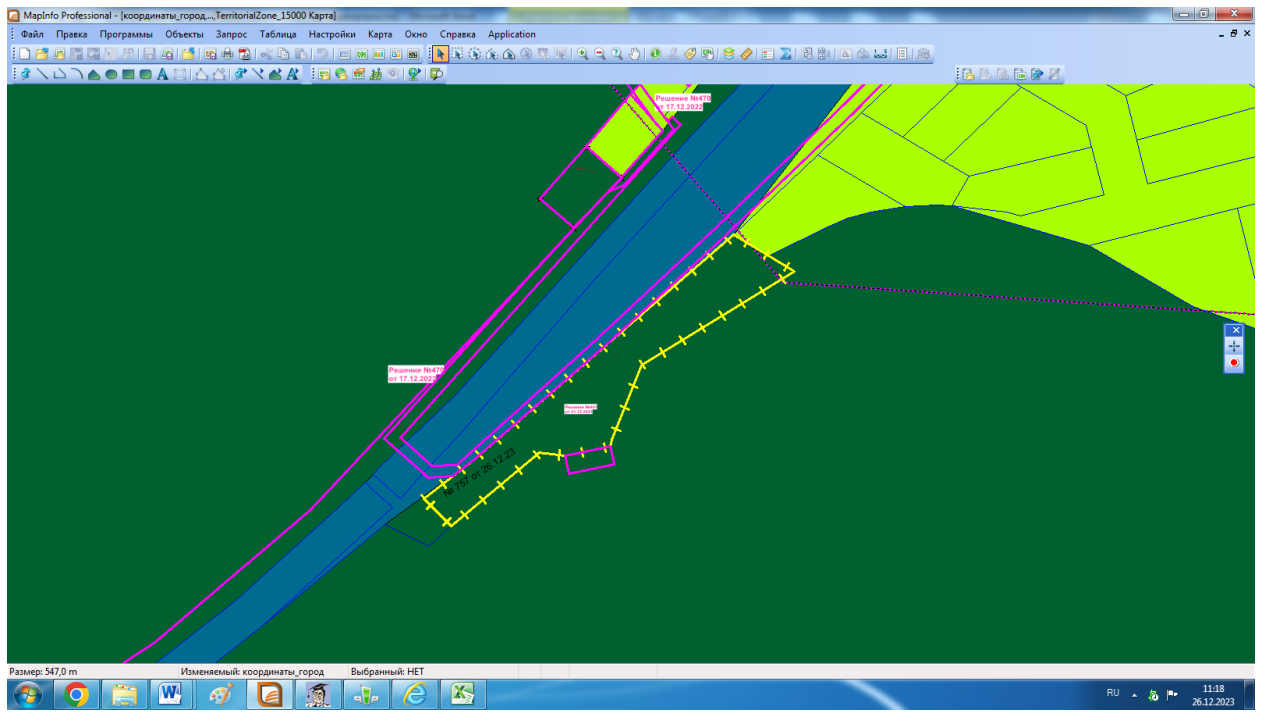 MapInfo Professional - [координаты_город,...,TerritorialZone_15000 Карта]
Файл Правка Программы Объекты Запрос Таблица Настройки Карта Окно Справка Application
Решение №470
от 17.12.2022
Решение №470
от 17.12.2022
№ 757 от 26.12.23
Размер: 547,0 m Изменяемый: координаты_город Выбранный: НЕТ
RU
11:18
26.12.2023